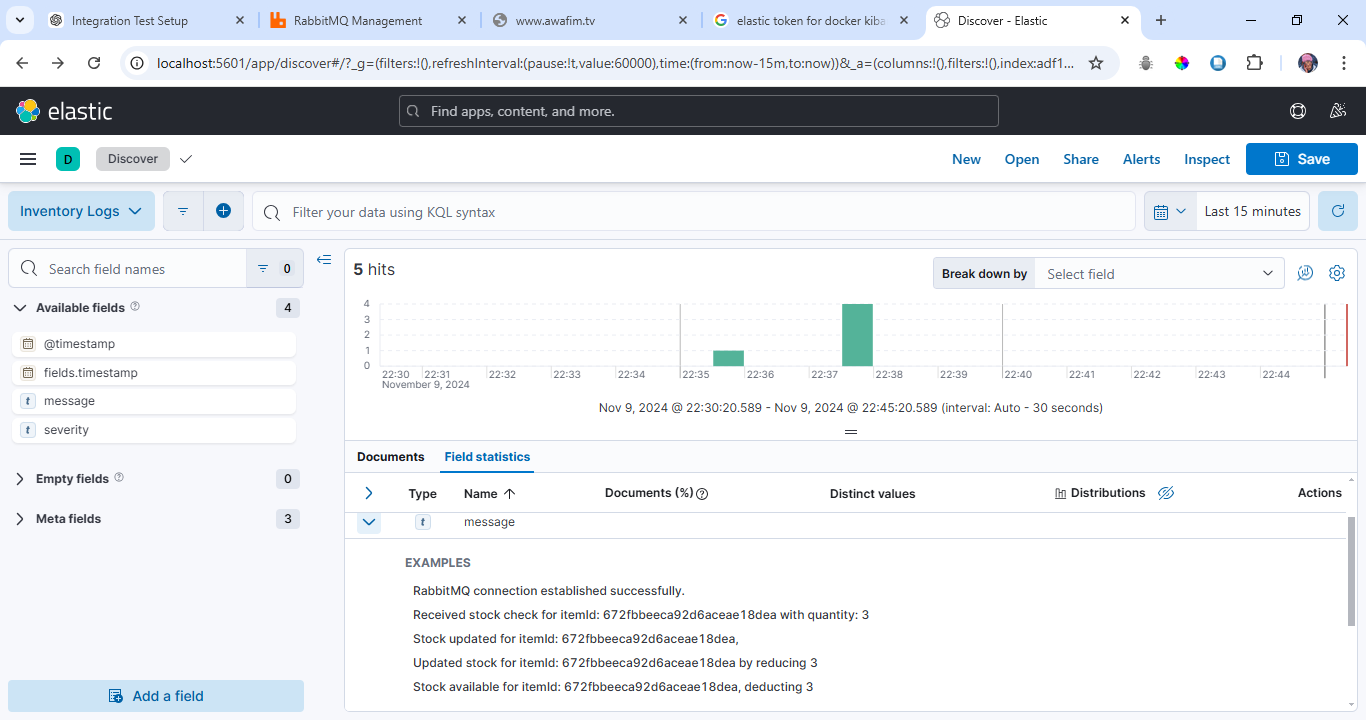 Integration Test Setup
RabbitMQ Management
www.awafim.tv
elastic token for docker kiba
Discover - Elastic
localhost:5601/app/discover#/?_g=(filters:!(),refreshInterval:(pause:!t,value:60000),time:(from:now-15m,to:now))&_a=(columns:!(),filters:!(),index:adf1...
elastic
Find apps, content, and more.
D
Discover
New
Open
Share
Alerts
Inspect
Save
Inventory Logs
Filter your data using KQL syntax
Last 15 minutes
Search field names
0
Available fields
4
@timestamp
fields.timestamp
t message
t severity
Empty fields
0
Meta fields
3
Add a field
5 hits
Break down by
Select field
4
3
2
1
0
22:30 22:31 22:32 22:33 22:34 22:35 22:36 22:37 22:38 22:39 22:40 22:41 22:42 22:43 22:44
November 9, 2024
Nov 9, 2024 @ 22:30:20.589 - Nov 9, 2024 @ 22:45:20.589 (interval: Auto - 30 seconds)
Documents Field statistics
Type Name Documents (%) Distinct values Distributions Actions
t message
EXAMPLES
RabbitMQ connection established successfully.
Received stock check for itemId: 672fbbeeca92d6aceae18dea with quantity: 3
Stock updated for itemId: 672fbbeeca92d6aceae18dea,
Updated stock for itemId: 672fbbeeca92d6aceae18dea by reducing 3
Stock available for itemId: 672fbbeeca92d6aceae18dea, deducting 3